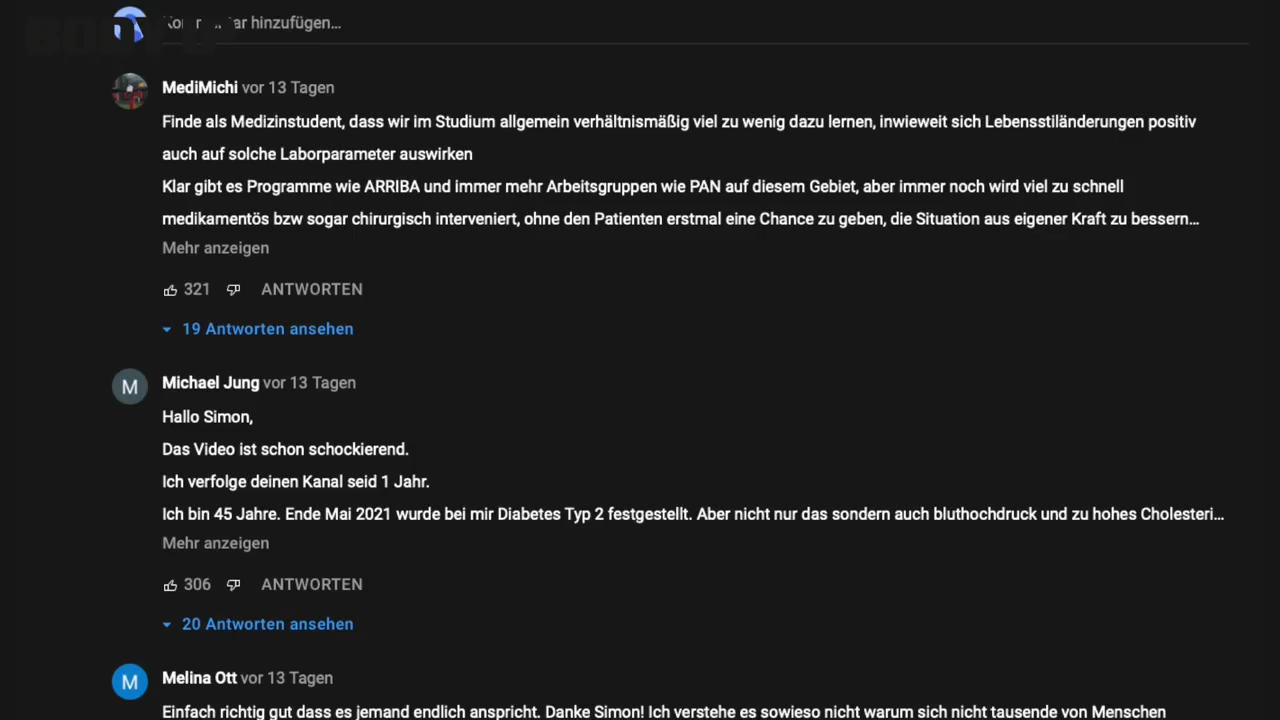 Kommentar hinzufügen...
MediMichi vor 13 Tagen
Finde als Medizinstudent, dass wir im Studium allgemein verhältnismäßig viel zu wenig dazu lernen, inwieweit sich Lebensstiländerungen positiv
auch auf solche Laborparameter auswirken
Klar gibt es Programme wie ARRIBA und immer mehr Arbeitsgruppen wie PAN auf diesem Gebiet, aber immer noch wird viel zu schnell
medikamentös bzw sogar chirurgisch interveniert, ohne den Patienten erstmal eine Chance zu geben, die Situation aus eigener Kraft zu bessern...
Mehr anzeigen
321 ANTWORTEN
19 Antworten ansehen
M
Michael Jung vor 13 Tagen
Hallo Simon,
Das Video ist schon schockierend.
Ich verfolge deinen Kanal seid 1 Jahr.
Ich bin 45 Jahre. Ende Mai 2021 wurde bei mir Diabetes Typ 2 festgestellt. Aber nicht nur das sondern auch bluthochdruck und zu hohes Cholesteri...
Mehr anzeigen
306 ANTWORTEN
20 Antworten ansehen
M
Melina Ott vor 13 Tagen
Einfach richtig gut dass es jemand endlich anspricht. Danke Simon! Ich verstehe es sowieso nicht warum sich nicht tausende von Menschen